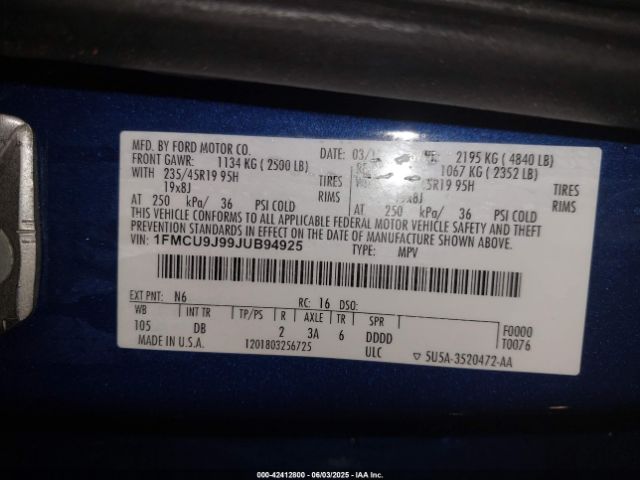 MFD. BY FORD MOTOR CO.
DATE: 03/1 2195 KG ( 4840 LB)
FRONT GAWR: 1134 KG ( 2500 LB) 1067 KG ( 2352 LB)
WITH 235/45R19 95H TIRES 5R19 95H TIRES
19x8J RIMS 19x8J RIMS
AT 250 kPa/ 36 PSI COLD AT 250 kPa/ 36 PSI COLD
THIS VEHICLE CONFORMS TO ALL APPLICABLE FEDERAL MOTOR VEHICLE SAFETY AND THEFT
PREVENTION STANDARDS IN EFFECT ON THE DATE OF MANUFACTURE SHOWN ABOVE.
VIN: 1FMCU9J99JUB94925
TYPE: MPV
EXT PNT: N6 RC: 16 DSO:
WB INT TR TP/PS R AXLE TR SPR F0000
105 DB 2 3A 6 DDDD T0076
MADE IN U.S.A. 1201803256725 ULC ▽ 5U5A-3520472-AA
000-42412800 - 06/03/2025 - IAA Inc.